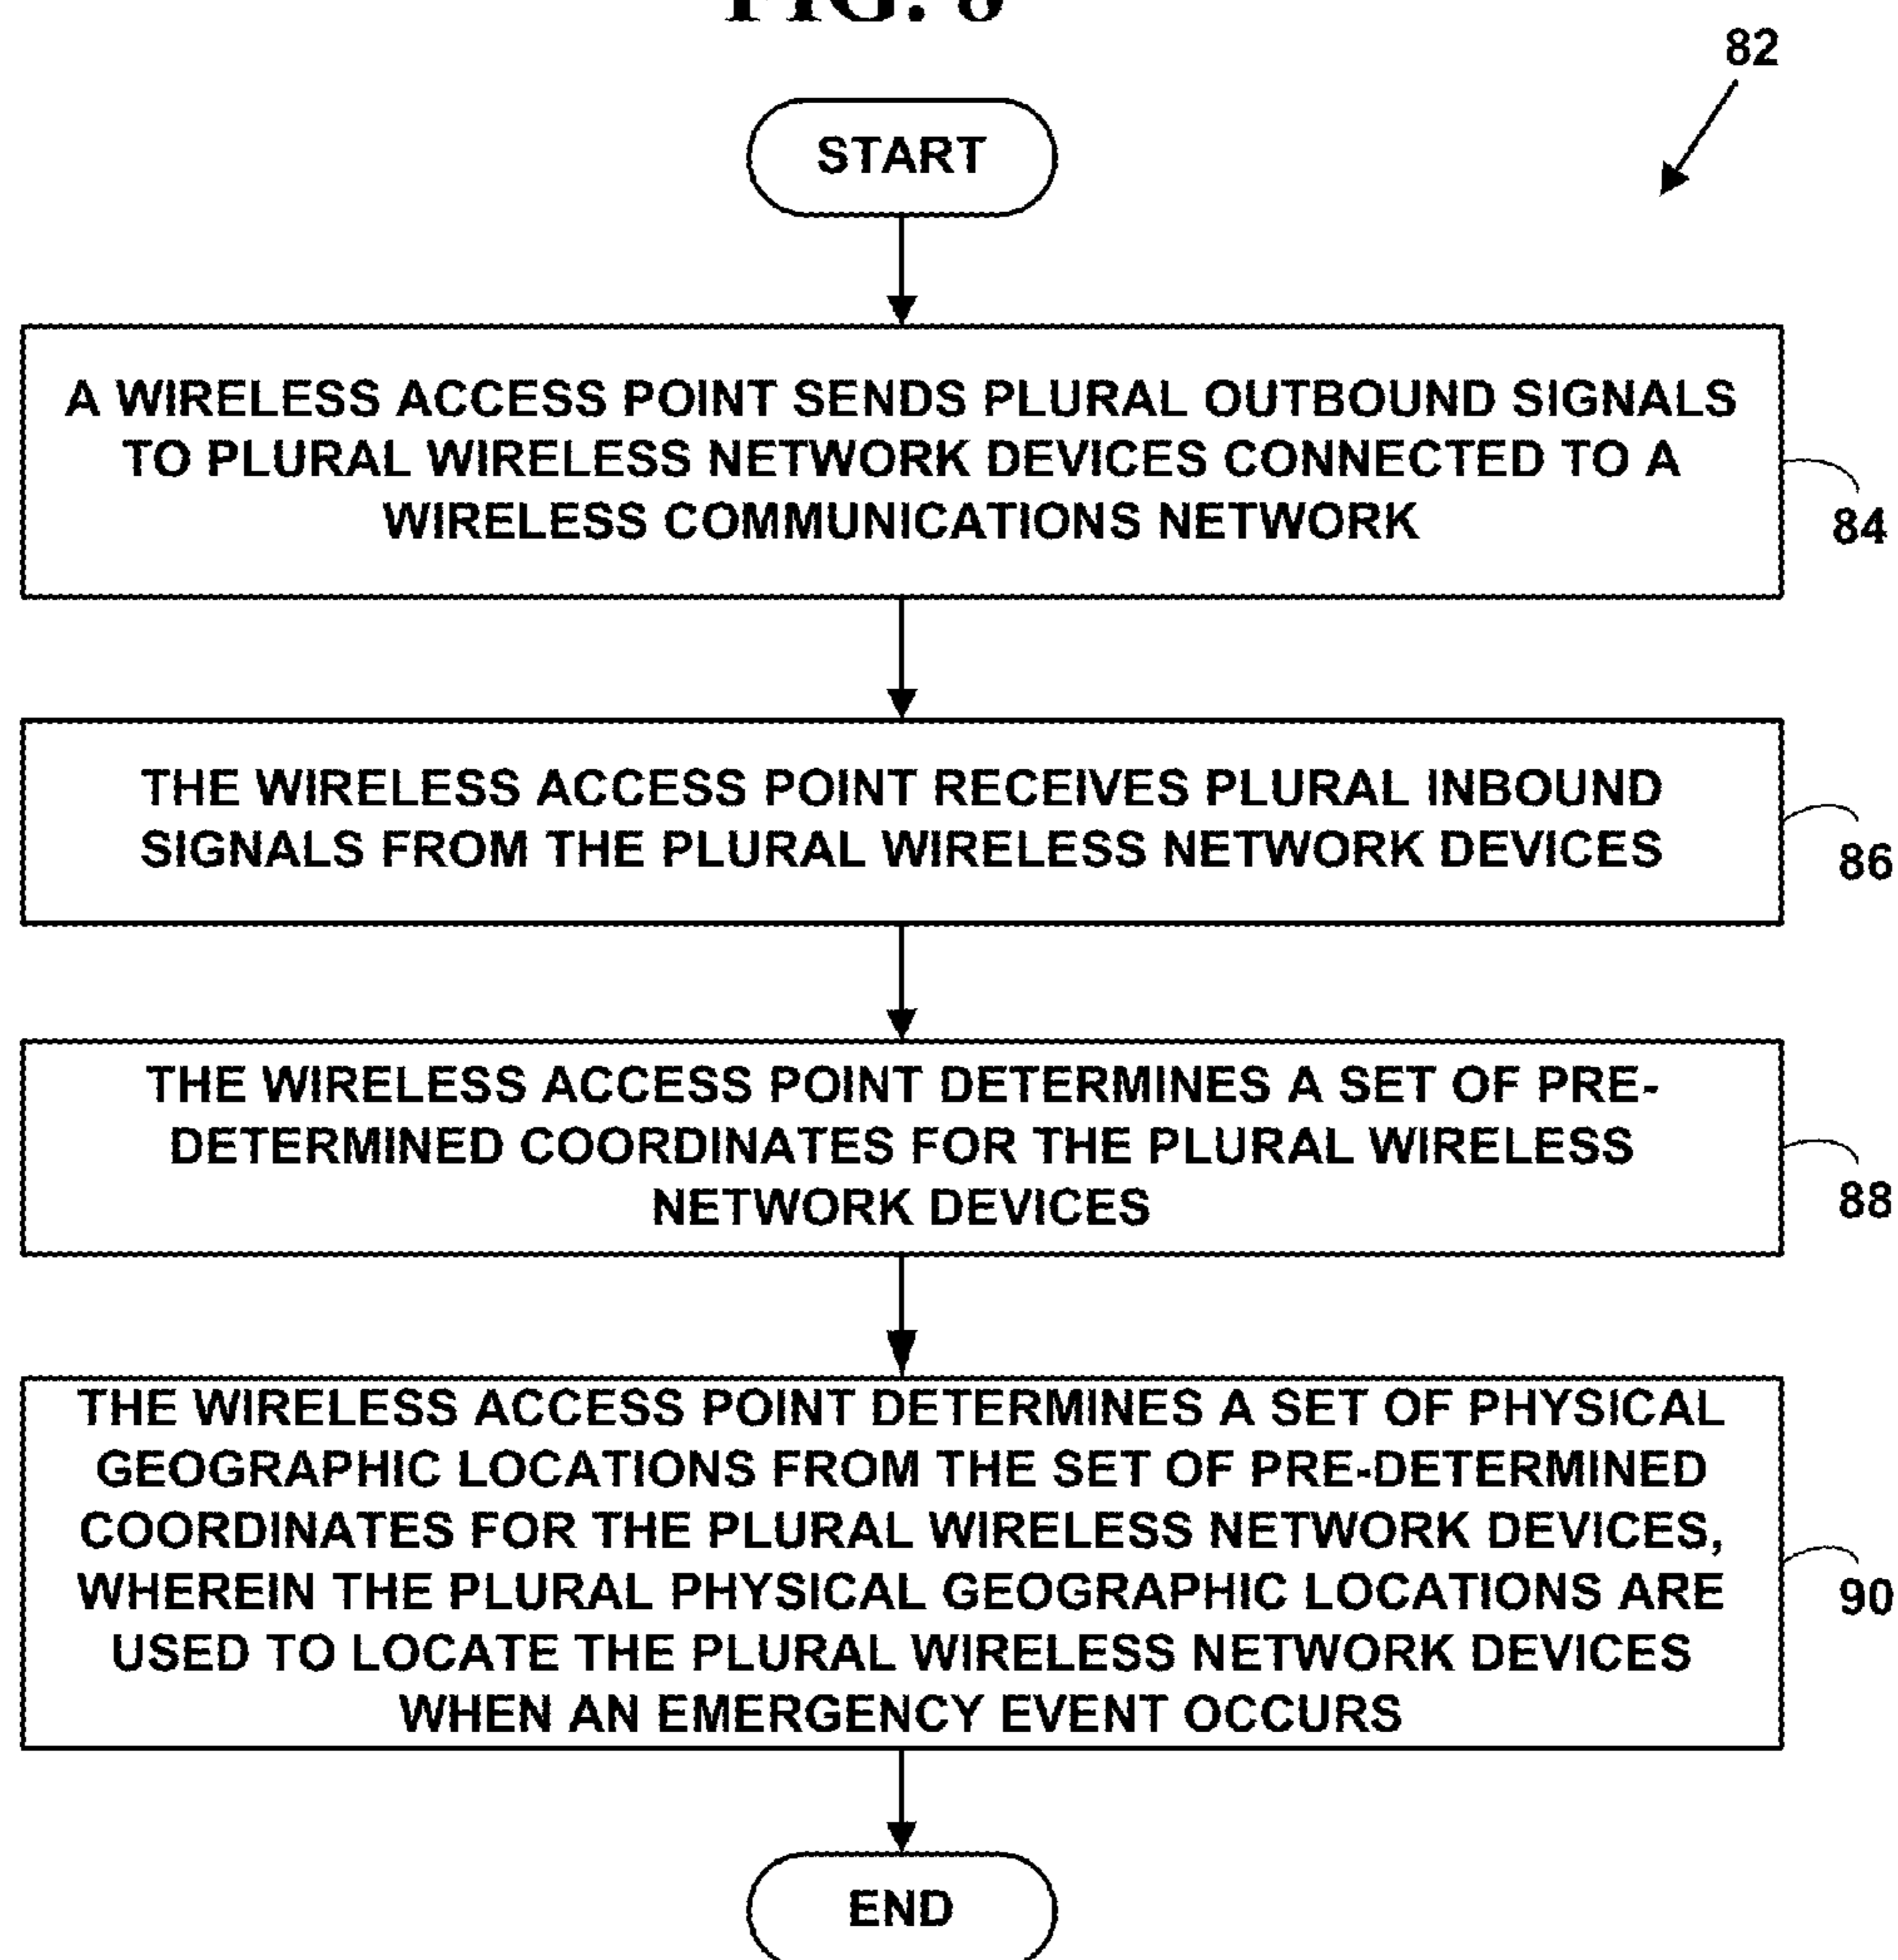 FIG.
82
START
A WIRELESS ACCESS POINT SENDS PLURAL OUTBOUND SIGNALS
TO PLURAL WIRELESS NETWORK DEVICES CONNECTED TO A
WIRELESS COMMUNICATIONS NETWORK
84
THE WIRELESS ACCESS POINT RECEIVES PLURAL INBOUND
SIGNALS FROM THE PLURAL WIRELESS NETWORK DEVICES
86
THE WIRELESS ACCESS POINT DETERMINES A SET OF PRE-
DETERMINED COORDINATES FOR THE PLURAL WIRELESS
NETWORK DEVICES
88
THE WIRELESS ACCESS POINT DETERMINES A SET OF PHYSICAL
GEOGRAPHIC LOCATIONS FROM THE SET OF PRE-DETERMINED
COORDINATES FOR THE PLURAL WIRELESS NETWORK DEVICES,
WHEREIN THE PLURAL PHYSICAL GEOGRAPHIC LOCATIONS ARE
USED TO LOCATE THE PLURAL WIRELESS NETWORK DEVICES
WHEN AN EMERGENCY EVENT OCCURS
90
END